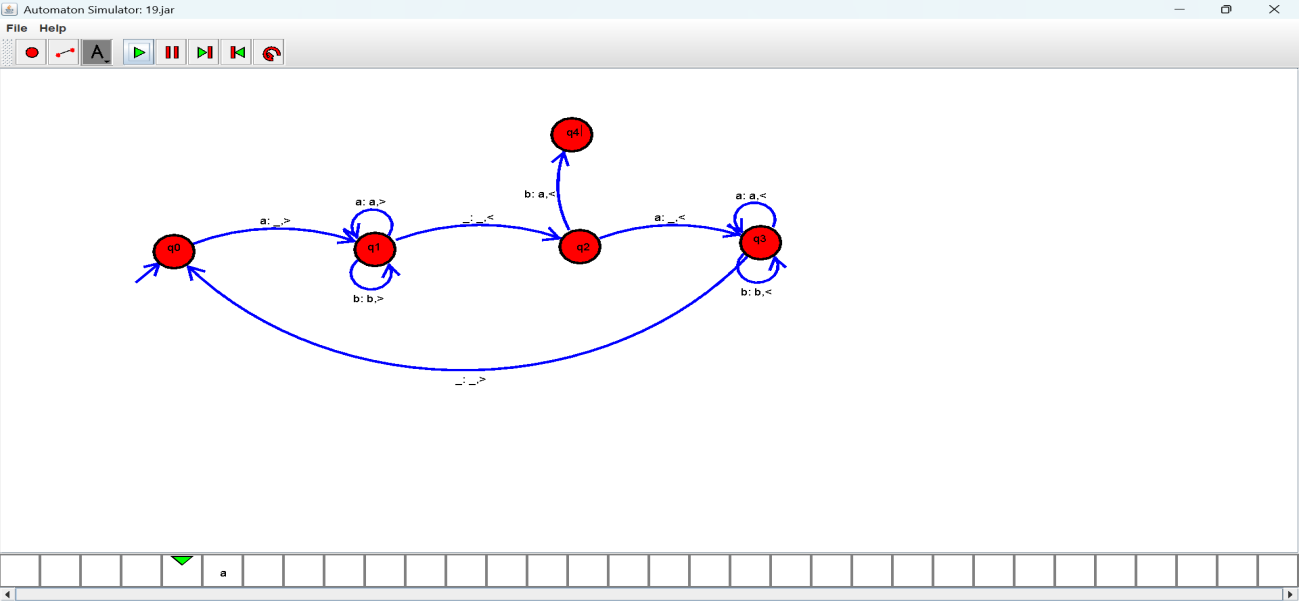 Automaton Simulator: 19.jar
File Help
A
q4
b: a,<
a: a,<
a: a,>
a: _,>
_: _,<
a: _,<
q0
q1
q2
q3
b: b,>
b: b,<
_: _,>
a